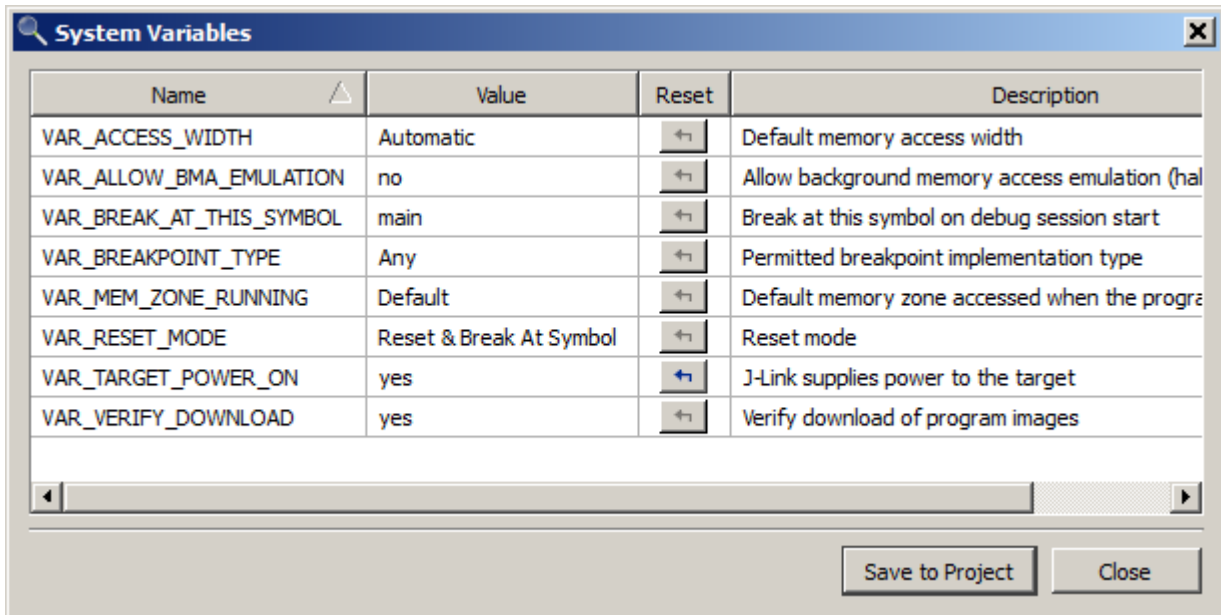 System Variables
Name Value Reset Description
VAR_ACCESS_WIDTH Automatic Default memory access width
VAR_ALLOW_BMA_EMULATION no Allow background memory access emulation (hal
VAR_BREAK_AT_THIS_SYMBOL main Break at this symbol on debug session start
VAR_BREAKPOINT_TYPE Any Permitted breakpoint implementation type
VAR_MEM_ZONE_RUNNING Default Default memory zone accessed when the progra
VAR_RESET_MODE Reset & Break At Symbol Reset mode
VAR_TARGET_POWER_ON yes J-Link supplies power to the target
VAR_VERIFY_DOWNLOAD yes Verify download of program images
Save to Project Close